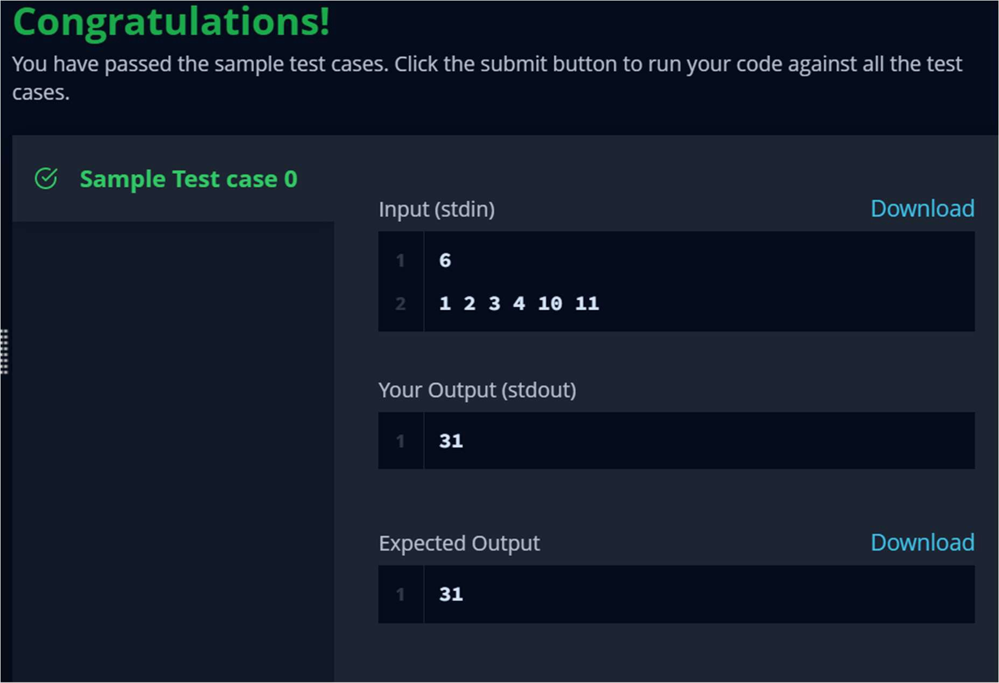 Congratulations!
You have passed the sample test cases. Click the submit button to run your code against all the test
cases.
Sample Test case 0
Input (stdin)
Download
1 6
2 1 2 3 4 10 11
Your Output (stdout)
1 31
Expected Output
Download
1 31